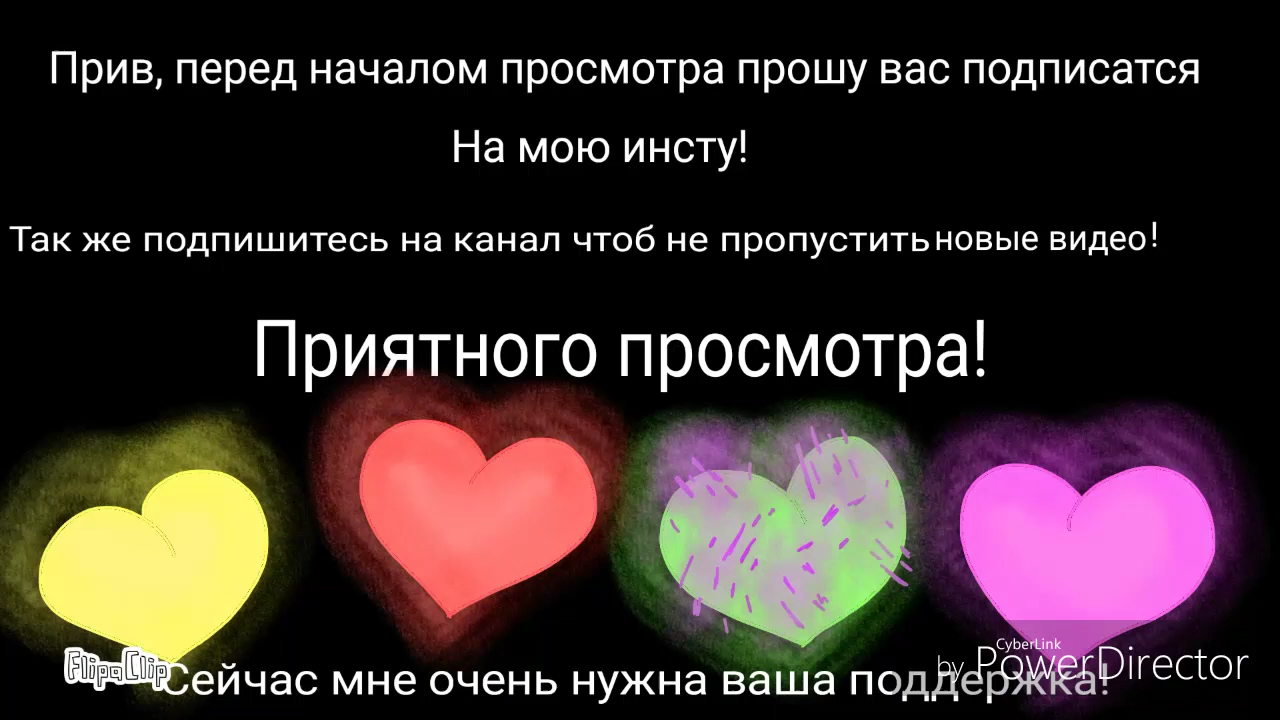 Прив, перед началом просмотра прошу вас подписатся
На мою инсту!
Так же подпишитесь на канал чтоб не пропустить новые видео!
Приятного просмотра!
CyberLink
by PowerDirector
FlipaClip
Сейчас мне очень нужна ваша поддержка!